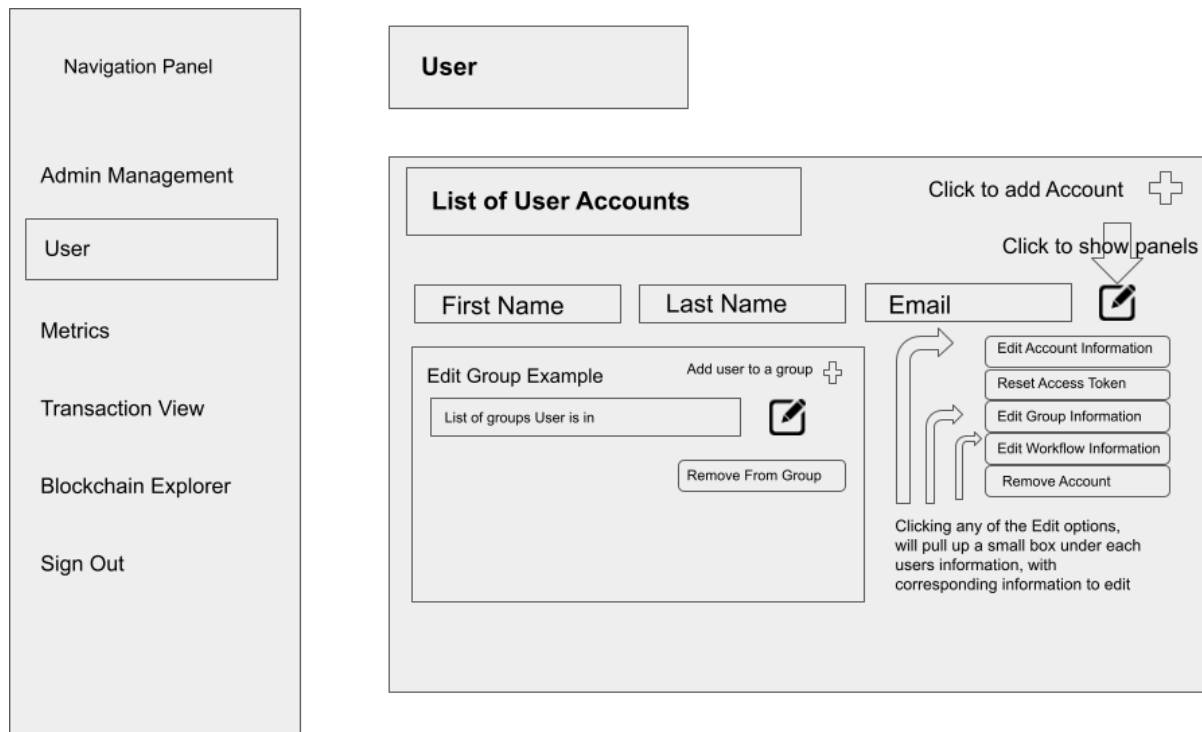 Navigation Panel
Admin Management
User
Metrics
Transaction View
Blockchain Explorer
Sign Out
User
List of User Accounts
Click to add Account
Click to show panels
First Name
Last Name
Email
Edit Group Example
Add user to a group
List of groups User is in
Remove From Group
Edit Account Information
Reset Access Token
Edit Group Information
Edit Workflow Information
Remove Account
Clicking any of the Edit options,
will pull up a small box under each
users information, with
corresponding information to edit